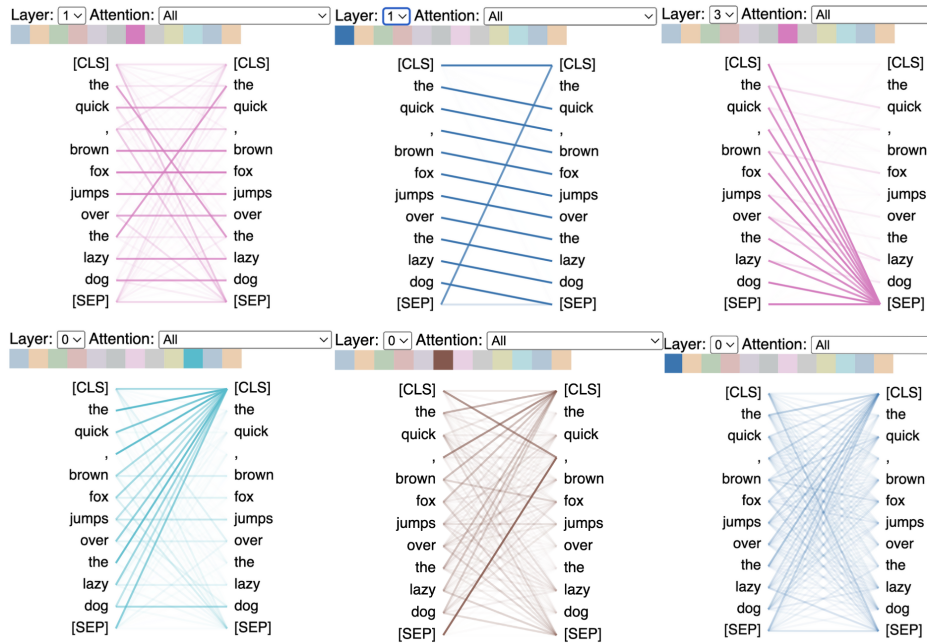 Layer: 1 Attention: All
[CLS] [CLS]
the the
quick quick
, ,
brown brown
fox fox
jumps jumps
over over
the the
lazy lazy
dog dog
[SEP] [SEP]
Layer: 1 Attention: All
[CLS] [CLS]
the the
quick quick
, ,
brown brown
fox fox
jumps jumps
over over
the the
lazy lazy
dog dog
[SEP] [SEP]
Layer: 3 Attention: All
[CLS] [CLS]
the the
quick quick
, ,
brown brown
fox fox
jumps jumps
over over
the the
lazy lazy
dog dog
[SEP] [SEP]
Layer: 0 Attention: All
[CLS] [CLS]
the the
quick quick
, ,
brown brown
fox fox
jumps jumps
over over
the the
lazy lazy
dog dog
[SEP] [SEP]
Layer: 0 Attention: All
[CLS] [CLS]
the the
quick quick
, ,
brown brown
fox fox
jumps jumps
over over
the the
lazy lazy
dog dog
[SEP] [SEP]
Layer: 0 Attention: All
[CLS] [CLS]
the the
quick quick
, ,
brown brown
fox fox
jumps jumps
over over
the the
lazy lazy
dog dog
[SEP] [SEP]